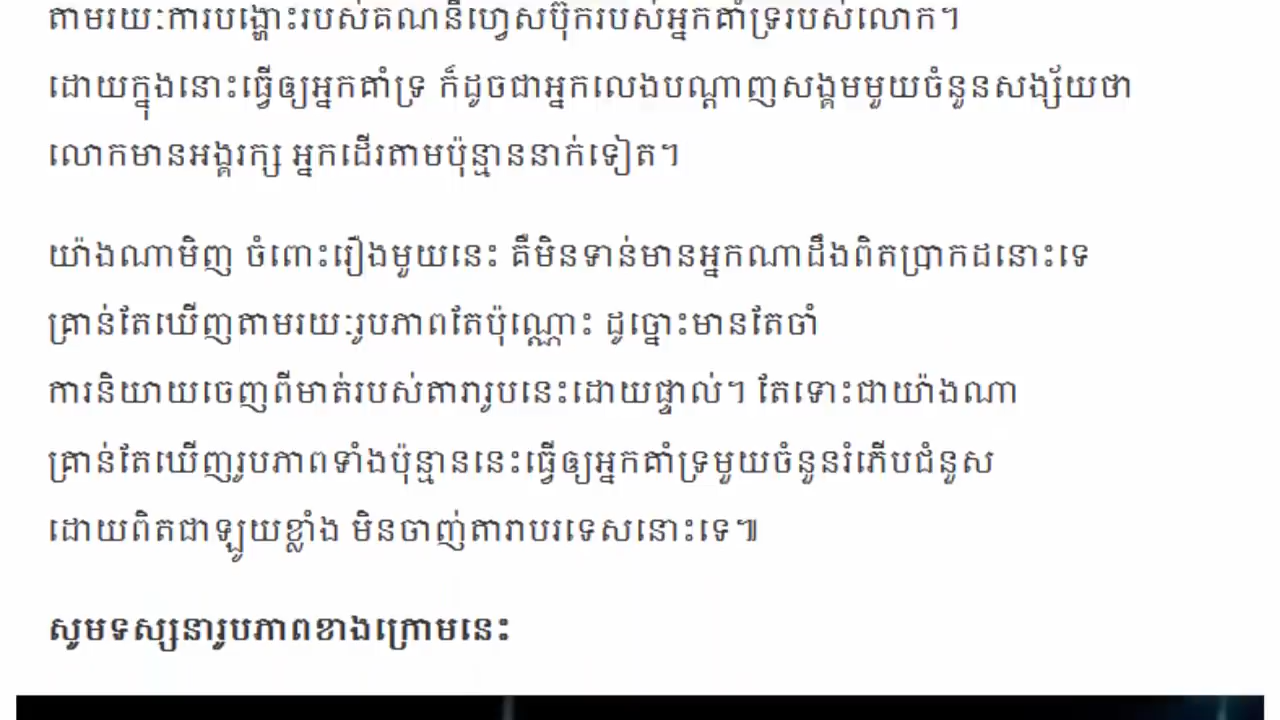 តាមរយៈការបង្ហោះរបស់គណនីហ្វេសប៊ុករបស់អ្នកគាំទ្ររបស់លោក។
ដោយក្នុងនោះធ្វើឲ្យអ្នកគាំទ្រ ក៏ដូចជាអ្នកលេងបណ្ដាញសង្គមមួយចំនួនសង្ស័យថា
លោកមានអង្គរក្ស អ្នកដើរតាមប៉ុន្មាននាក់ទៀត។
យ៉ាងណាមិញ ចំពោះរឿងមួយនេះ គឺមិនទាន់មានអ្នកណាដឹងពិតប្រាកដនោះទេ
គ្រាន់តែឃើញតាមរយៈរូបភាពតែប៉ុណ្ណោះ ដូច្នោះមានតែចាំ
ការនិយាយចេញពីមាត់របស់តារារូបនេះដោយផ្ទាល់។ តែទោះជាយ៉ាងណា
គ្រាន់តែឃើញរូបភាពទាំងប៉ុន្មាននេះធ្វើឲ្យអ្នកគាំទ្រមួយចំនួនរំភើបជំនួស
ដោយពិតជាឡូយខ្លាំង មិនចាញ់តារាបរទេសនោះទេ៕
សូមទស្សនារូបភាពខាងក្រោមនេះ